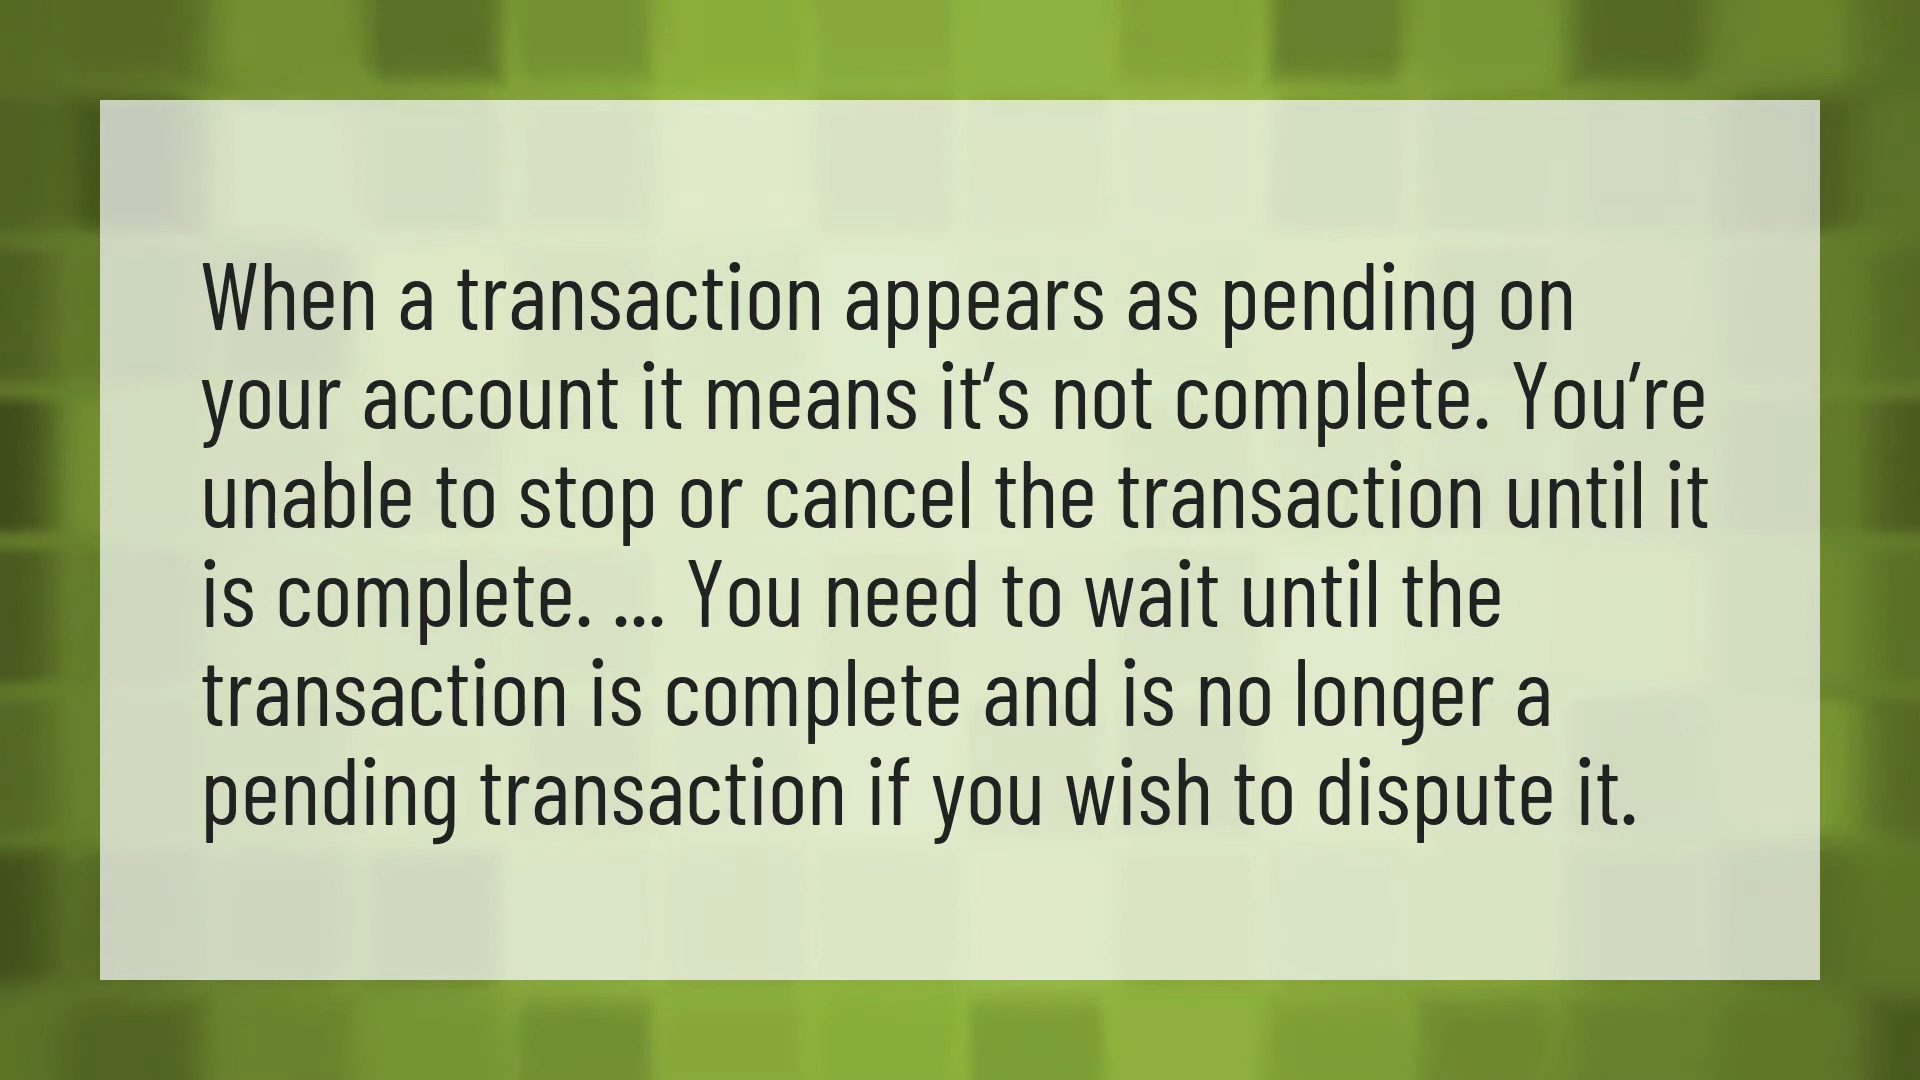 When a transaction appears as pending on
your account it means it’s not complete. You’re
unable to stop or cancel the transaction until it
is complete. ... You need to wait until the
transaction is complete and is no longer a
pending transaction if you wish to dispute it.